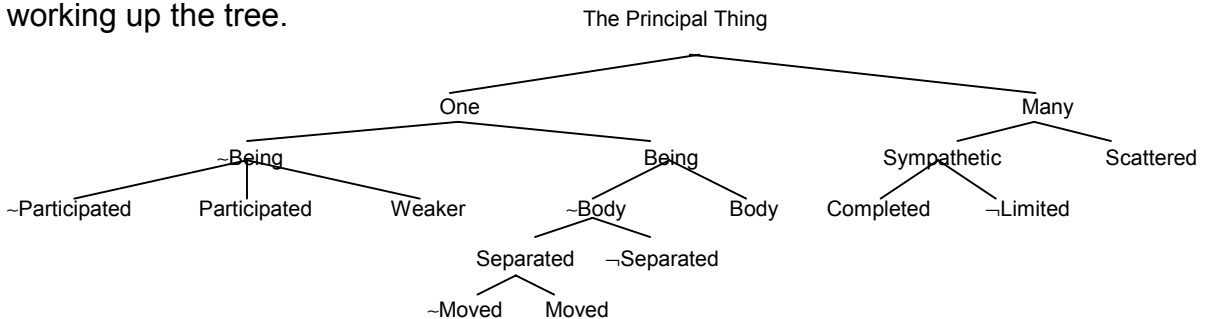 working up the tree.
The Principal Thing
One Many
~Being Being Sympathetic Scattered
~Participated Participated Weaker ~Body Body Completed ¬Limited
Separated ¬Separated
~Moved Moved